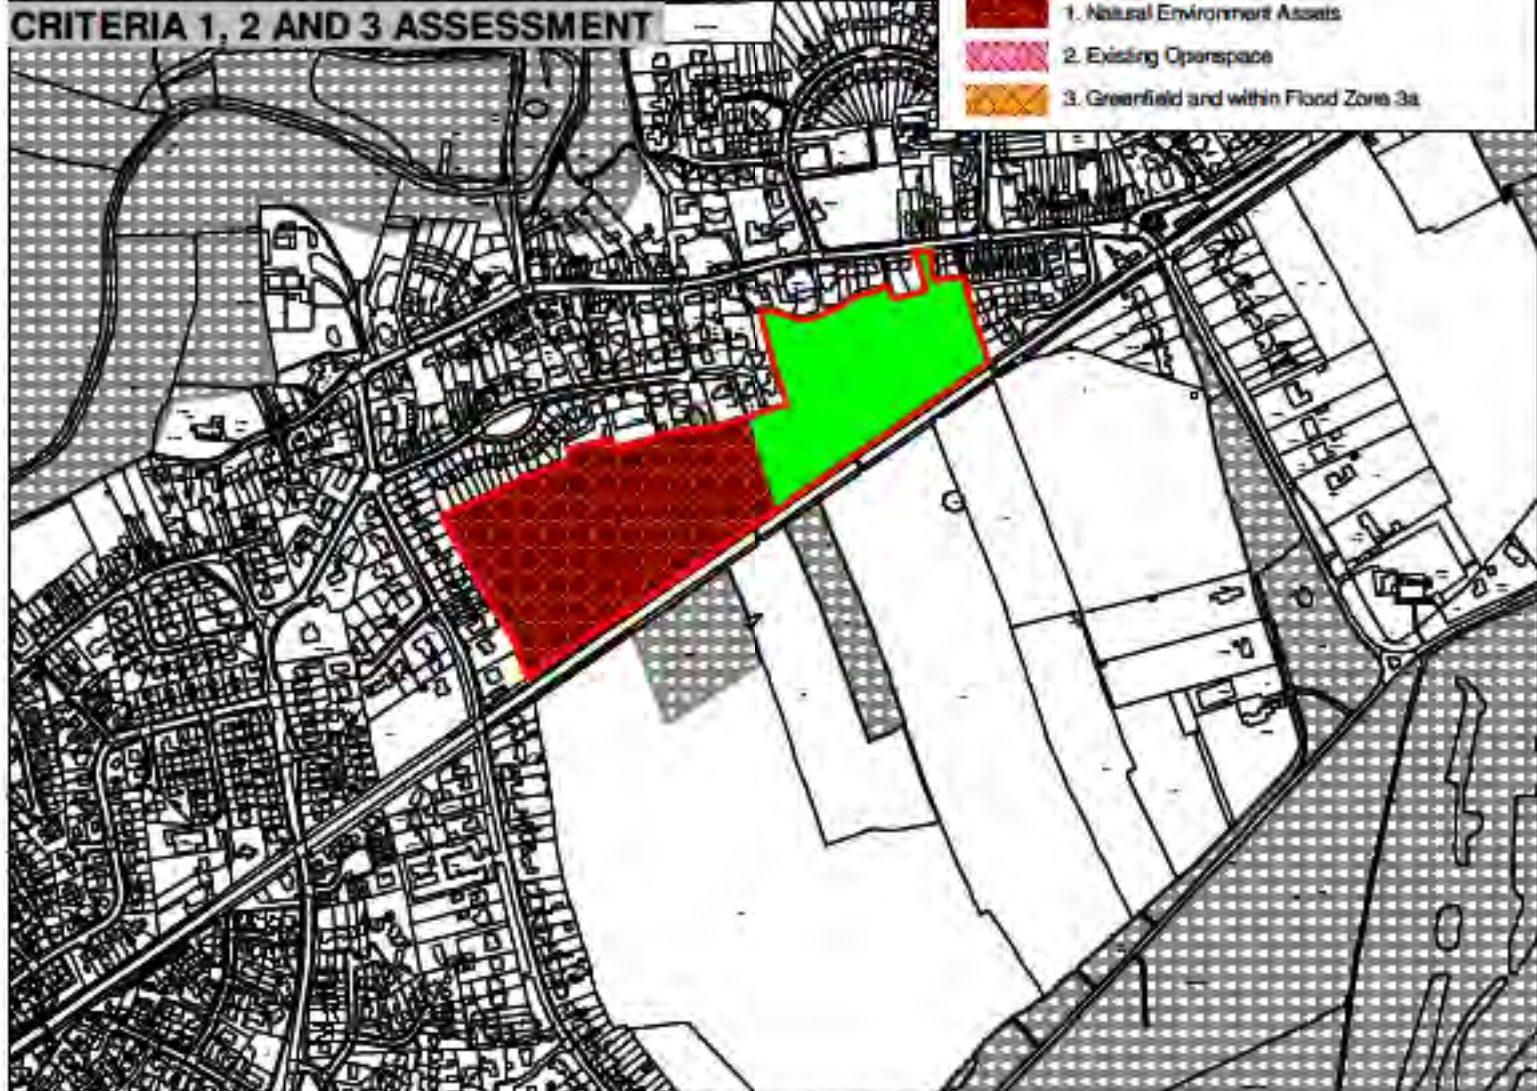 CRITERIA 1, 2 AND 3 ASSESSMENT
1. Natural Environment Assets
2. Existing Openspace
3. Greenfield and within Flood Zone 3a